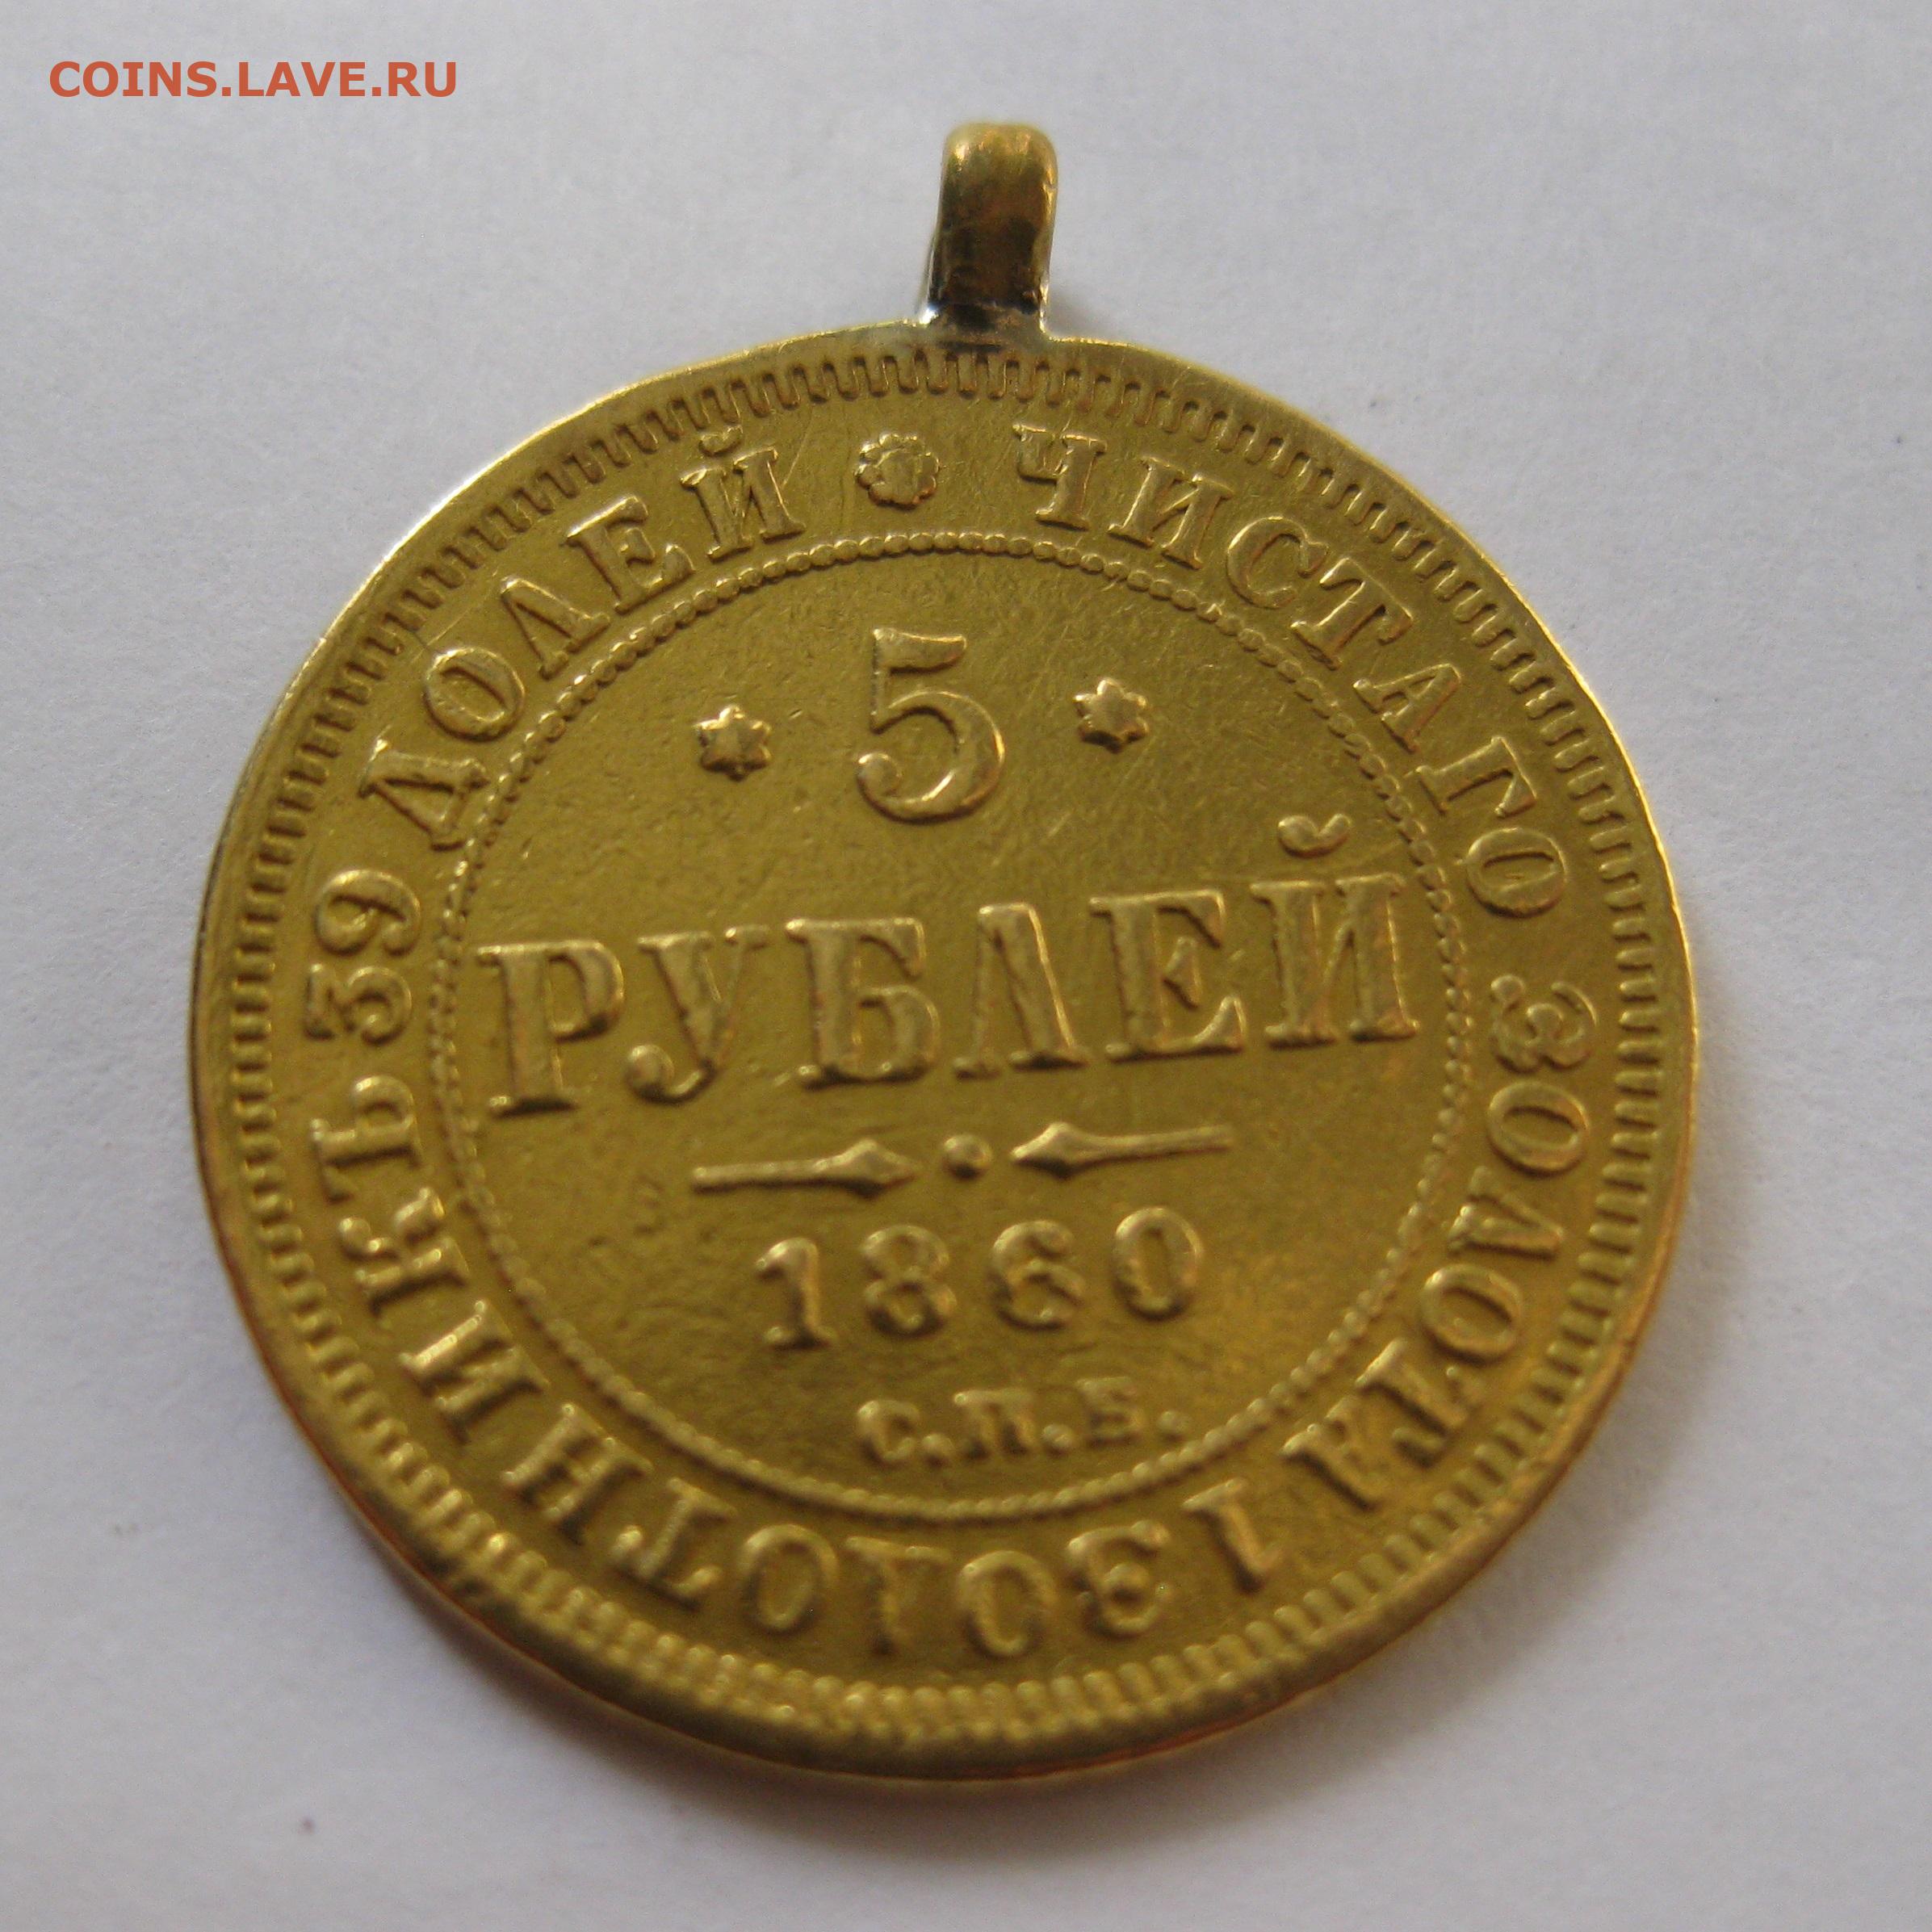 COINS.LAVE.RU
ЧИСТАГО ЗОЛОТА 1 ЗОЛОТНИКЪ 39 ДОЛЕЙ
5
РУБЛЕЙ
1860
С.П.Б.